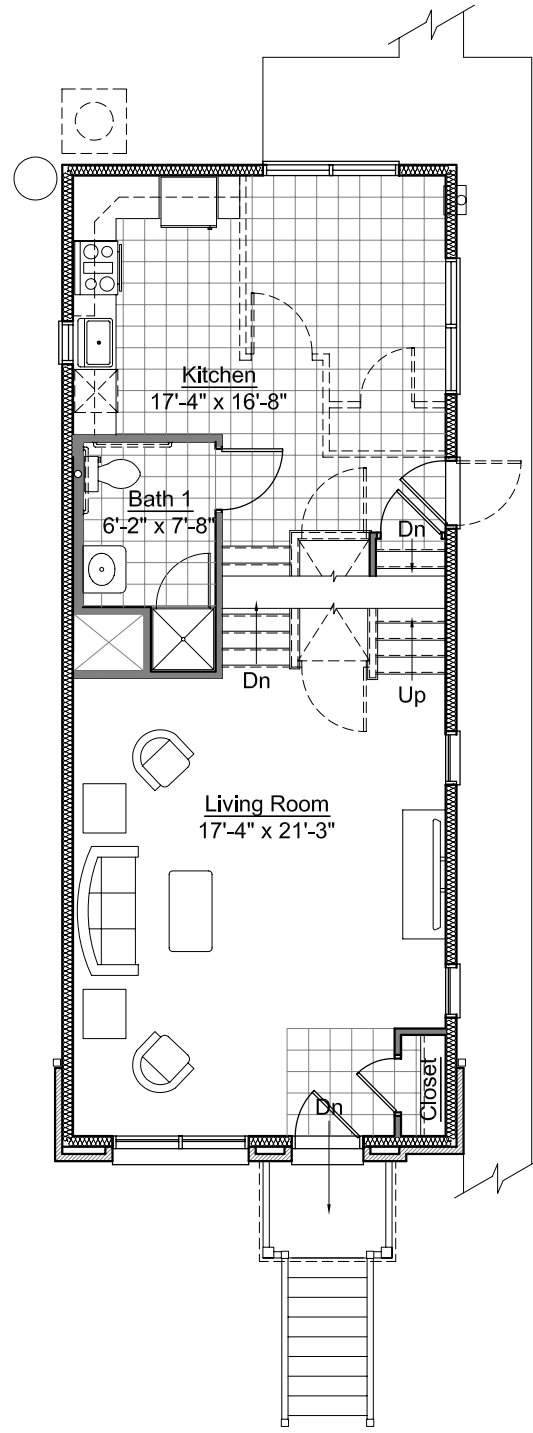 Kitchen
17'-4" x 16'-8"
Bath 1
6'-2" x 7'-8"
Dn
Dn
Up
Living Room
17'-4" x 21'-3"
Closet
Dn